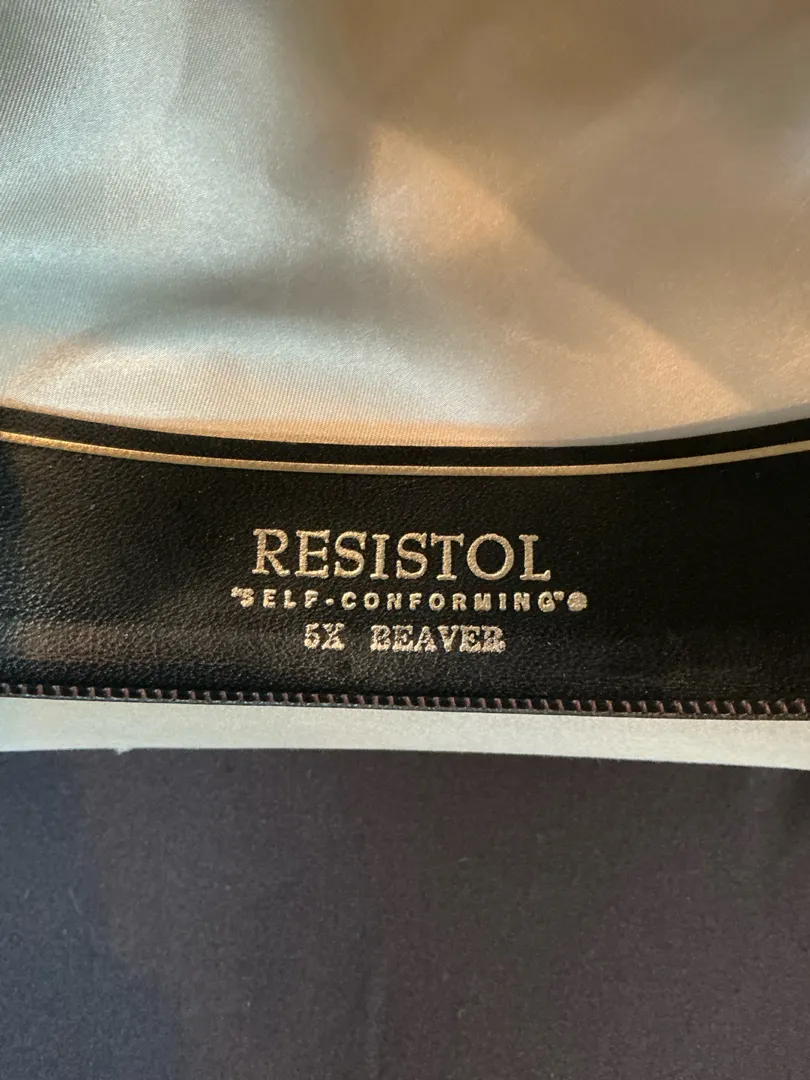 RESISTOL
"SELF-CONFORMING"®
5X BEAVER